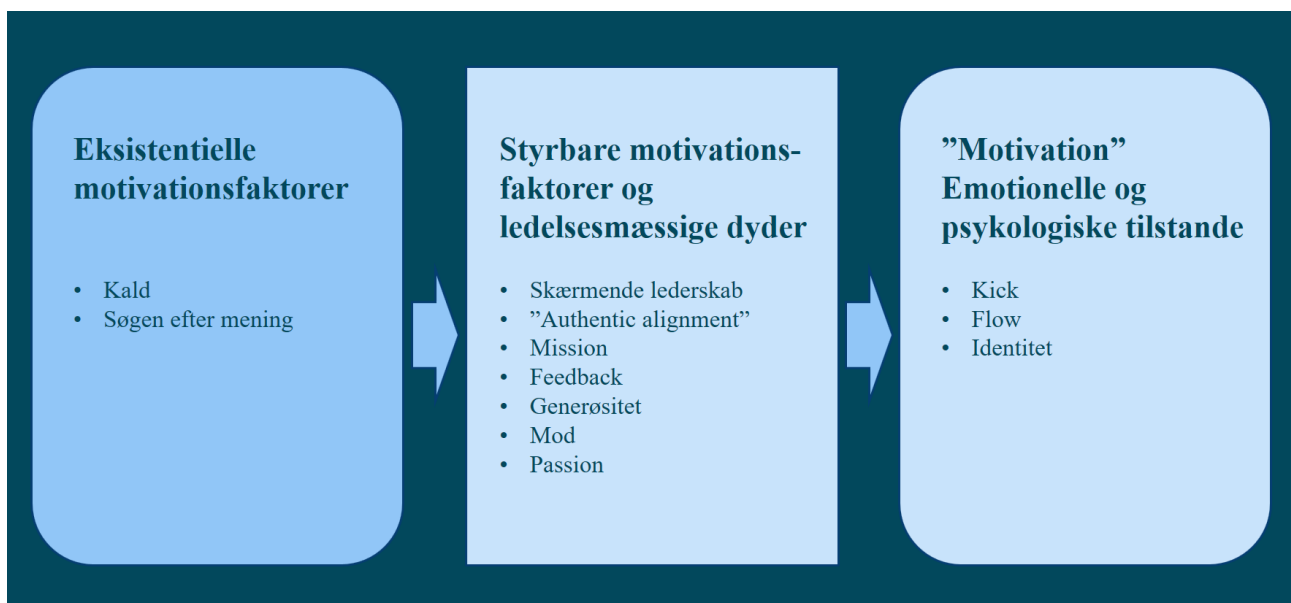 Eksistentielle
motivationsfaktorer
• Kald
• Søgen efter mening
Styrbare motivations-
faktorer og
ledelsesmæssige dyder
• Skærmende lederskab
• ”Authentic alignment”
• Mission
• Feedback
• Generøsitet
• Mod
• Passion
”Motivation”
Emotionelle og
psykologiske tilstande
• Kick
• Flow
• Identitet